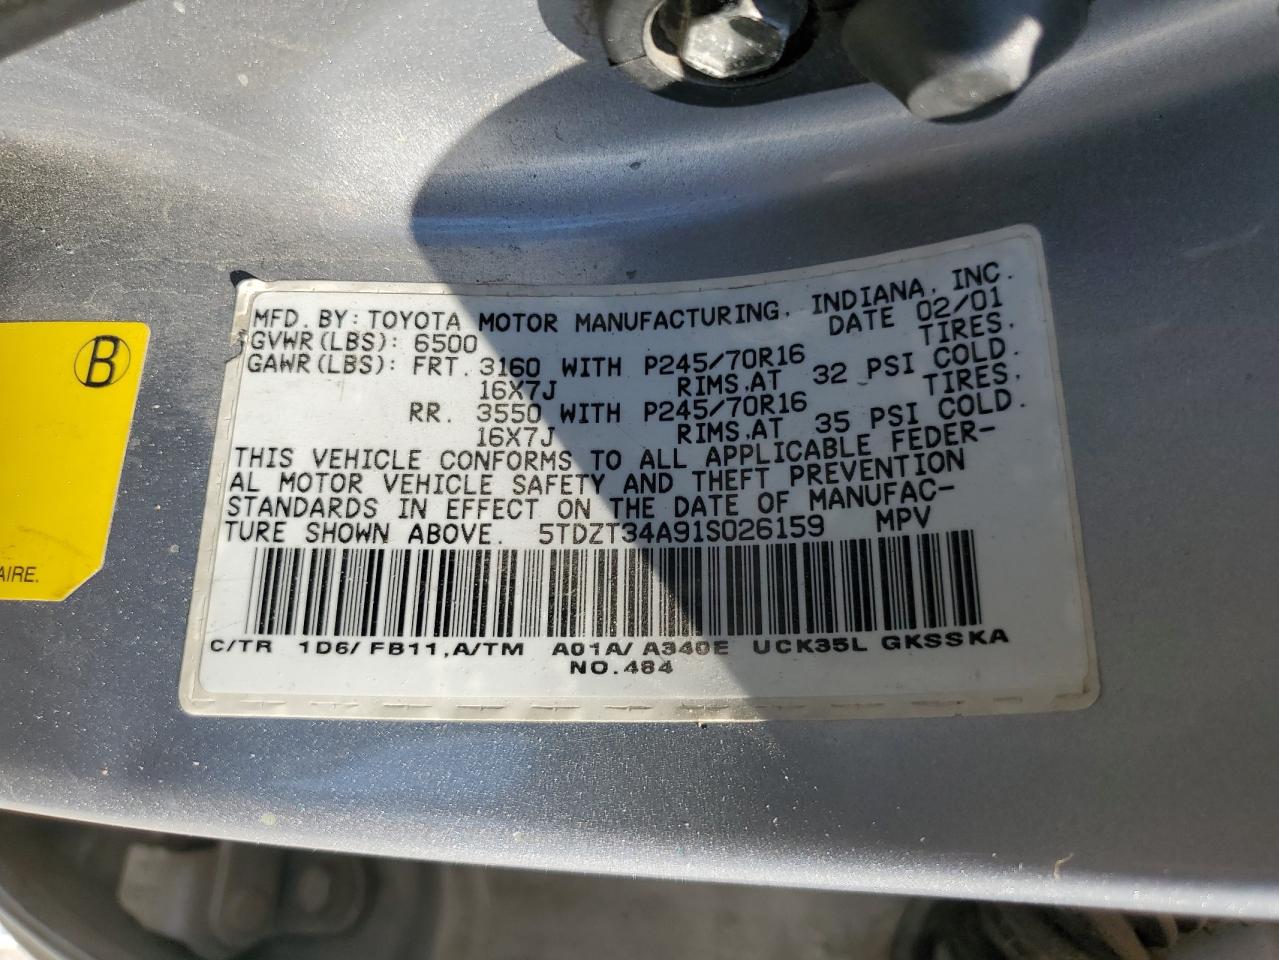 MFD. BY: TOYOTA MOTOR MANUFACTURING, INDIANA, INC.
GVWR(LBS): 6500 DATE 02/01
GAWR(LBS): FRT. 3160 WITH P245/70R16 TIRES,
16X7J RIMS,AT 32 PSI COLD.
RR. 3550 WITH P245/70R16 TIRES,
16X7J RIMS,AT 35 PSI COLD.
THIS VEHICLE CONFORMS TO ALL APPLICABLE FEDER-
AL MOTOR VEHICLE SAFETY AND THEFT PREVENTION
STANDARDS IN EFFECT ON THE DATE OF MANUFAC-
TURE SHOWN ABOVE. 5TDZT34A91S026159 MPV
C/TR 1D6/FB11,A/TM A01A/A340E UCK35L GKSSKA
NO.484
B
AIRE.